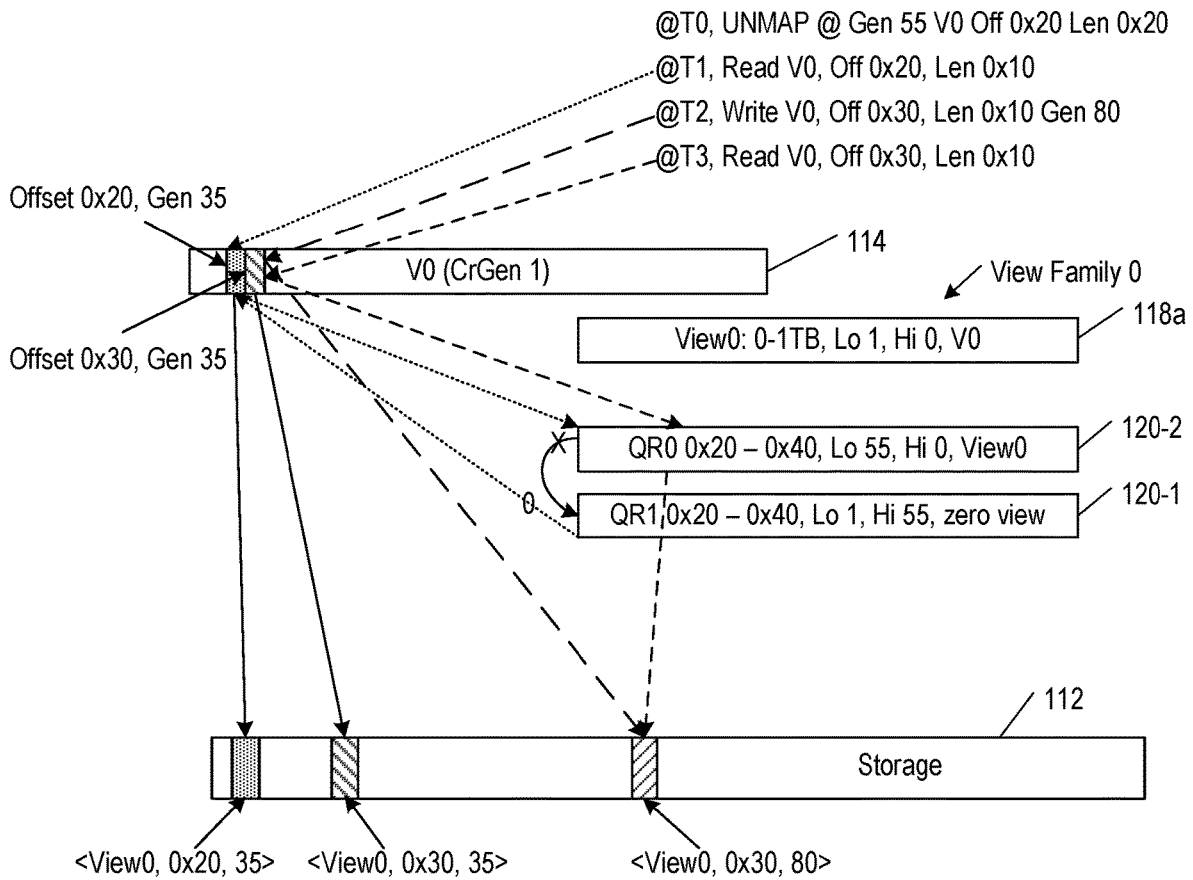 @T0, UNMAP @ Gen 55 V0 Off 0x20 Len 0x20
@T1, Read V0, Off 0x20, Len 0x10
@T2, Write V0, Off 0x30, Len 0x10 Gen 80
@T3, Read V0, Off 0x30, Len 0x10
Offset 0x20, Gen 35
114
V0 (CrGen 1)
View Family 0
Offset 0x30, Gen 35
118a
View0: 0-1TB, Lo 1, Hi 0, V0
120-2
X
QR0 0x20 – 0x40, Lo 55, Hi 0, View0
120-1
0
QR1 0x20 – 0x40, Lo 1, Hi 55, zero view
112
Storage
<View0, 0x20, 35>
<View0, 0x30, 35>
<View0, 0x30, 80>